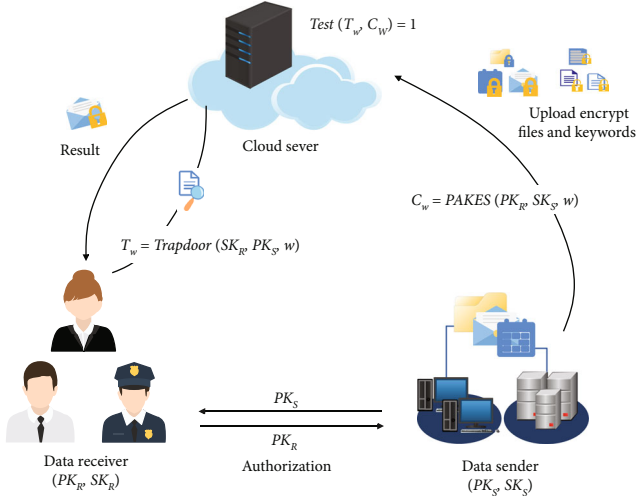 Test (T_w, C_W) = 1
Upload encrypt
files and keywords
Result
Cloud sever
C_w = PAKES (PK_R, SK_S, w)
T_w = Trapdoor (SK_R, PK_S, w)
PK_S
PK_R
Authorization
Data receiver
(PK_R, SK_R)
Data sender
(PK_S, SK_S)